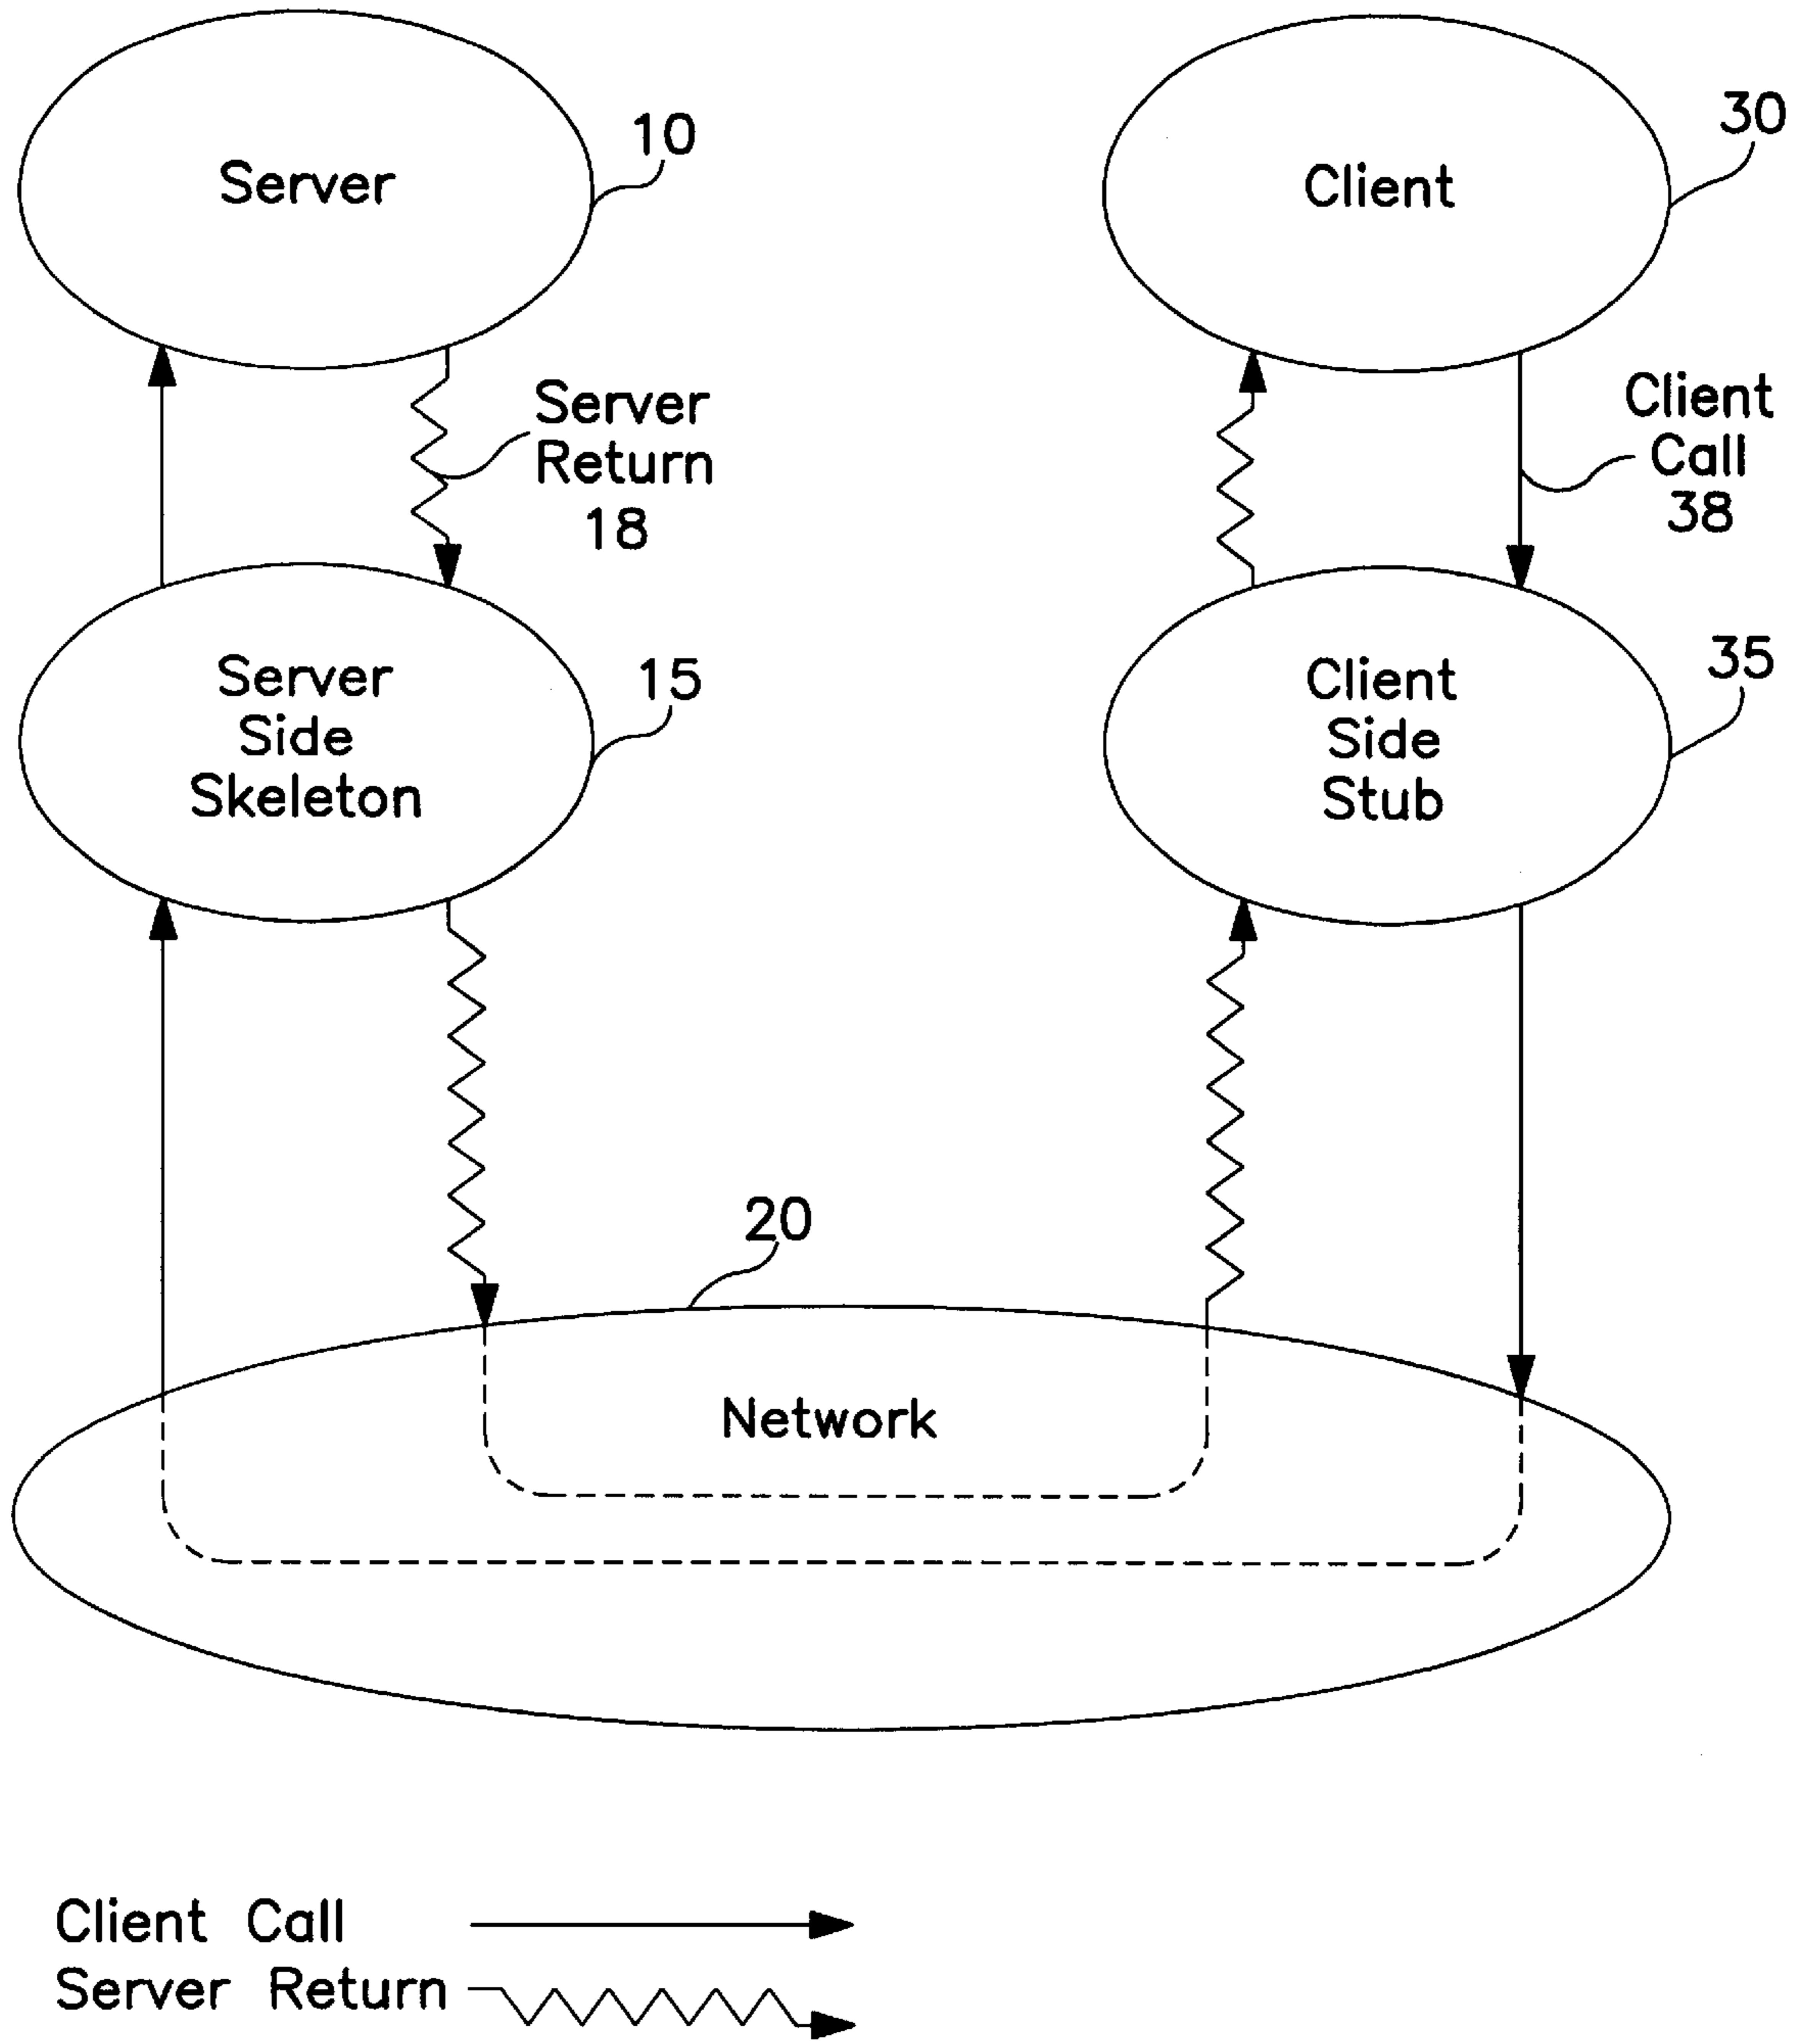 10
30
Server
Client
Server
Return
18
Client
Call
38
15
35
Server
Side
Skeleton
Client
Side
Stub
20
Network
Client Call
Server Return